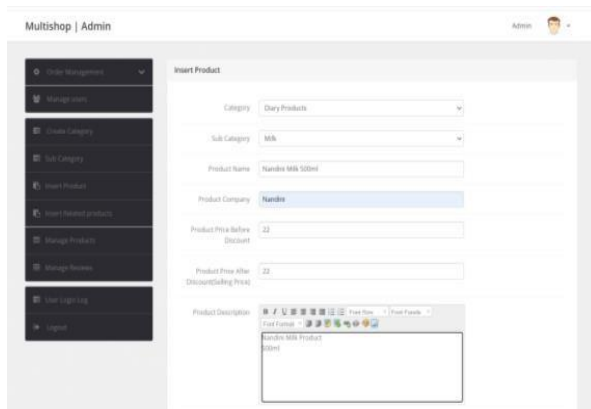 Multishop | Admin
Admin
Order Management
Manage users
Create Category
Sub Category
Insert Product
Insert Related products
Manage Products
Manage Reviews
User Login Log
Logout
Insert Product
Category
Diary Products
Sub Category
Milk
Product Name
Nandini Milk 500ml
Product Company
Nandini
Product Price Before
Discount
22
Product Price After
Discount(Selling Price)
22
Product Description
B I U
Font Size
Font Family
Font Format
Nandini Milk Product
500ml